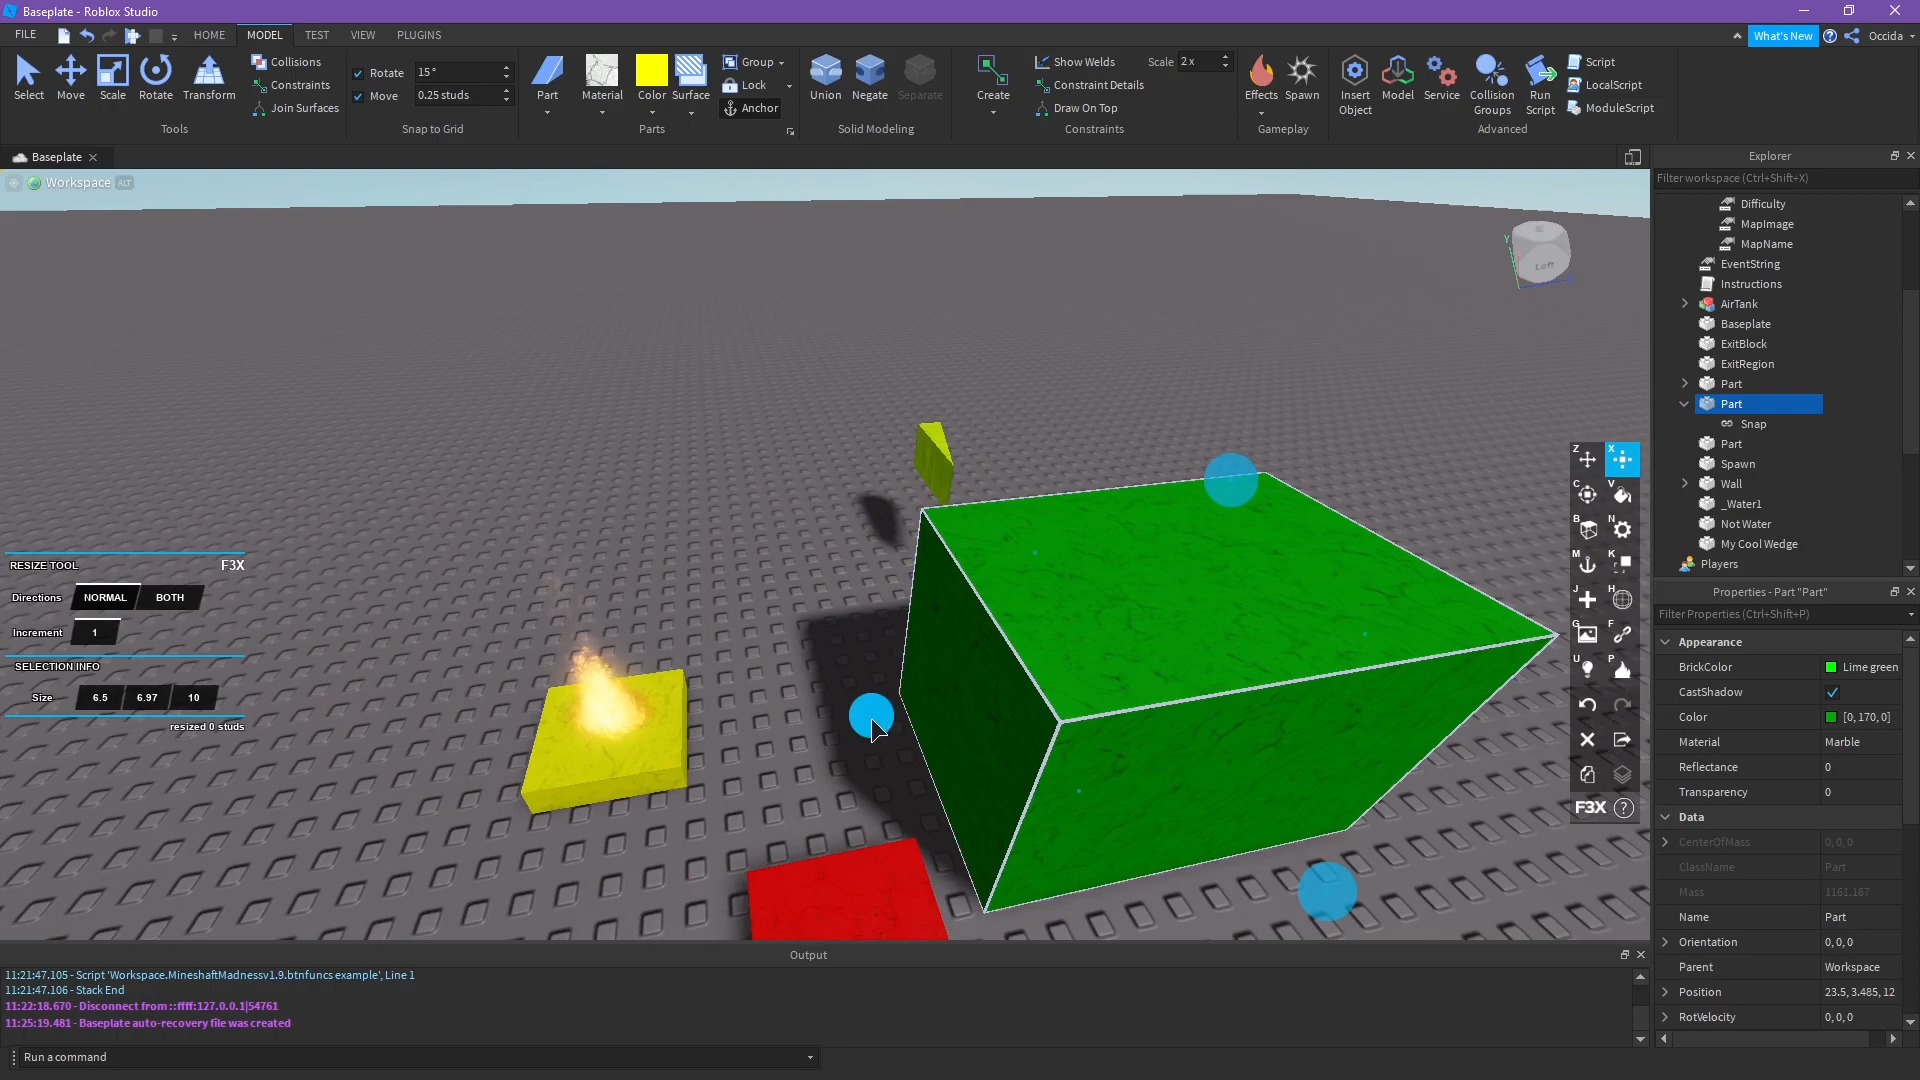 Baseplate - Roblox Studio
FILE HOME MODEL TEST VIEW PLUGINS What's New Occida
Select Move Scale Rotate Transform
Collisions
Constraints
Join Surfaces
Tools
Rotate 15°
Move 0.25 studs
Snap to Grid
Part Material Color Surface
Group
Lock
Anchor
Parts
Union Negate Separate
Solid Modeling
Create
Show Welds Scale 2 x
Constraint Details
Draw On Top
Constraints
Effects Spawn
Gameplay
Insert Object Model Service Collision Groups Run Script
Script
LocalScript
ModuleScript
Advanced
Baseplate
Workspace ALT
Left
RESIZE TOOL F3X
Directions NORMAL BOTH
Increment 1
SELECTION INFO
Size 6.5 6.97 10
resized 0 studs
Z X
C V
B N
M K
J H
G F
U P
F3X ?
Explorer
Filter workspace (Ctrl+Shift+X)
Difficulty
MapImage
MapName
EventString
Instructions
AirTank
Baseplate
ExitBlock
ExitRegion
Part
Part
Snap
Part
Spawn
Wall
_Water1
Not Water
My Cool Wedge
Players
Properties - Part "Part"
Filter Properties (Ctrl+Shift+P)
Appearance
BrickColor Lime green
CastShadow
Color [0, 170, 0]
Material Marble
Reflectance 0
Transparency 0
Data
CenterOfMass 0, 0, 0
ClassName Part
Mass 1161.167
Name Part
Orientation 0, 0, 0
Parent Workspace
Position 23.5, 3.485, 12
RotVelocity 0, 0, 0
Output
11:21:47.105 - Script 'Workspace.MineshaftMadnessv1.9.btnfuncs example', Line 1
11:21:47.106 - Stack End
11:22:18.670 - Disconnect from ::ffff:127.0.0.1|54761
11:25:19.481 - Baseplate auto-recovery file was created
Run a command